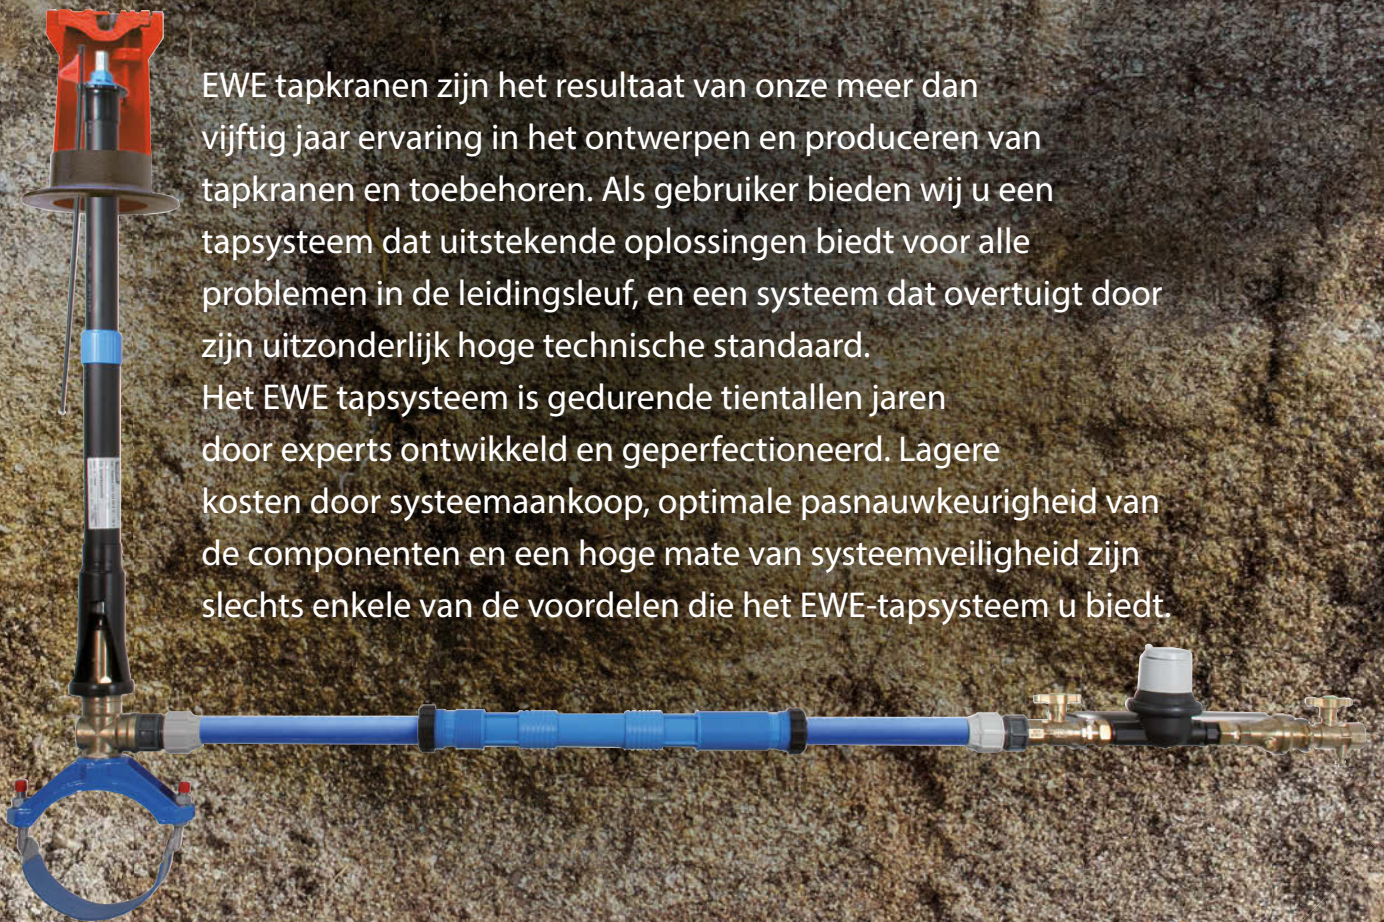 EWE tapkranen zijn het resultaat van onze meer dan
vijftig jaar ervaring in het ontwerpen en produceren van
tapkranen en toebehoren. Als gebruiker bieden wij u een
tapsysteem dat uitstekende oplossingen biedt voor alle
problemen in de leidingsleuf, en een systeem dat overtuigt door
zijn uitzonderlijk hoge technische standaard.
Het EWE tapsysteem is gedurende tientallen jaren
door experts ontwikkeld en geperfectioneerd. Lagere
kosten door systeemaankoop, optimale pasnauwkeurigheid van
de componenten en een hoge mate van systeemveiligheid zijn
slechts enkele van de voordelen die het EWE-tapsysteem u biedt.